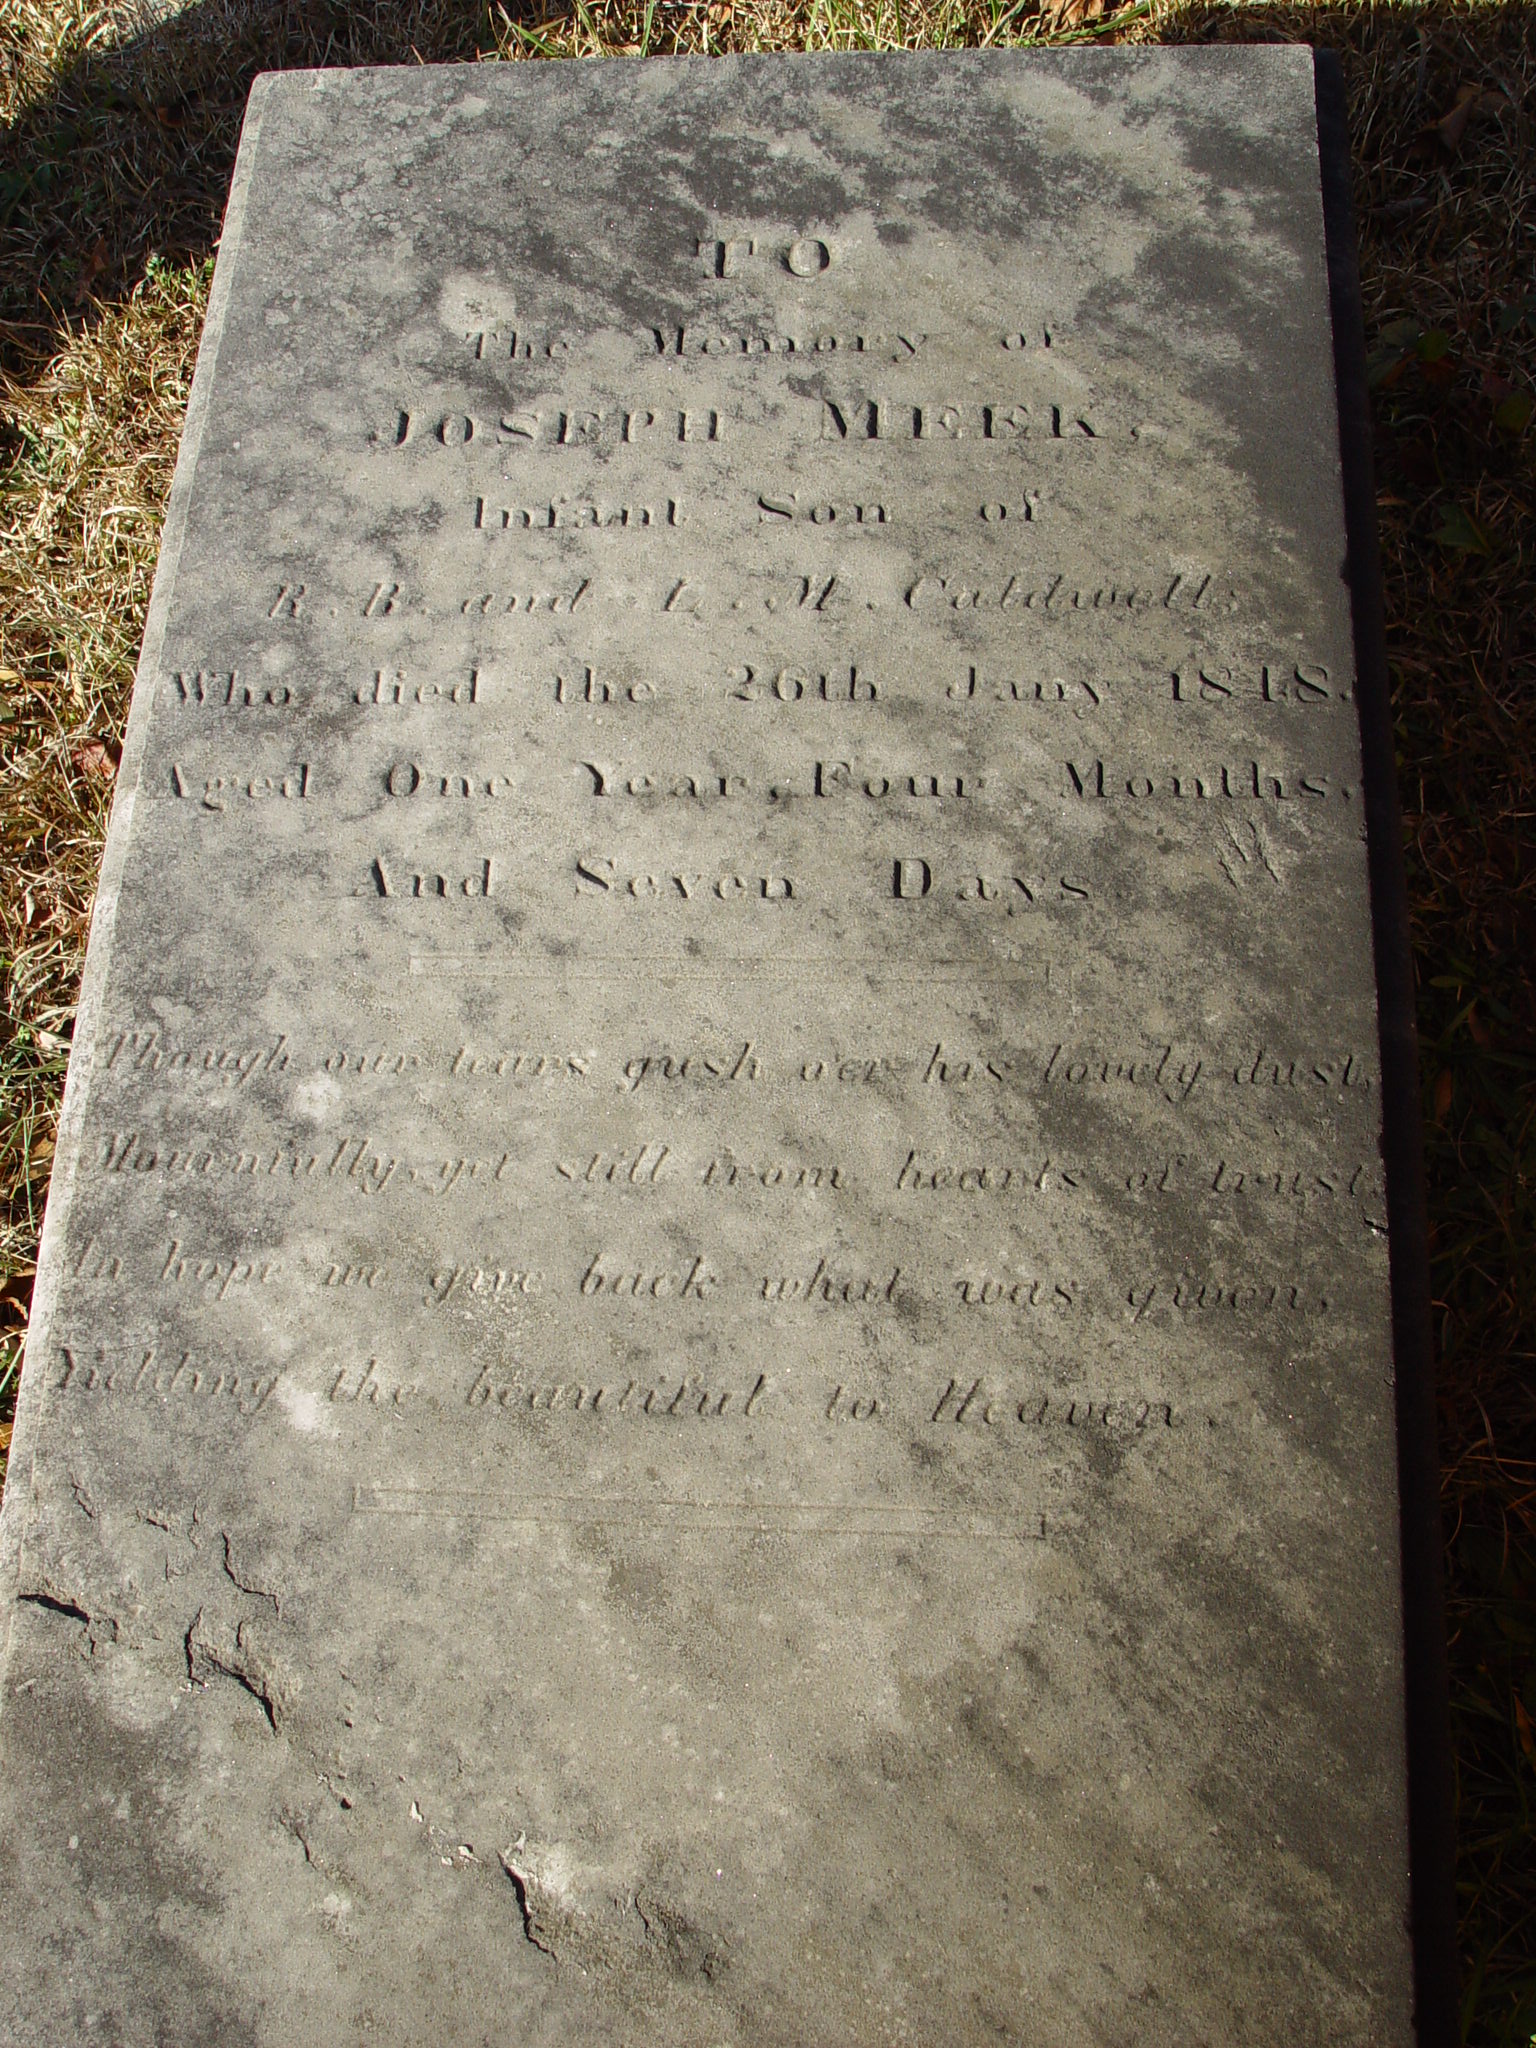 TO
The Memory of
JOSEPH MEEK,
Infant Son of
R. B. and L. M. Caldwell;
Who died the 26th Jany 1848.
Aged One Year, Four Months,
And Seven Days.
Though our tears gush oer his lovely dust,
Mournfully, yet still from hearts of trust,
In hope we give back what was given,
Yielding the beautiful to Heaven.